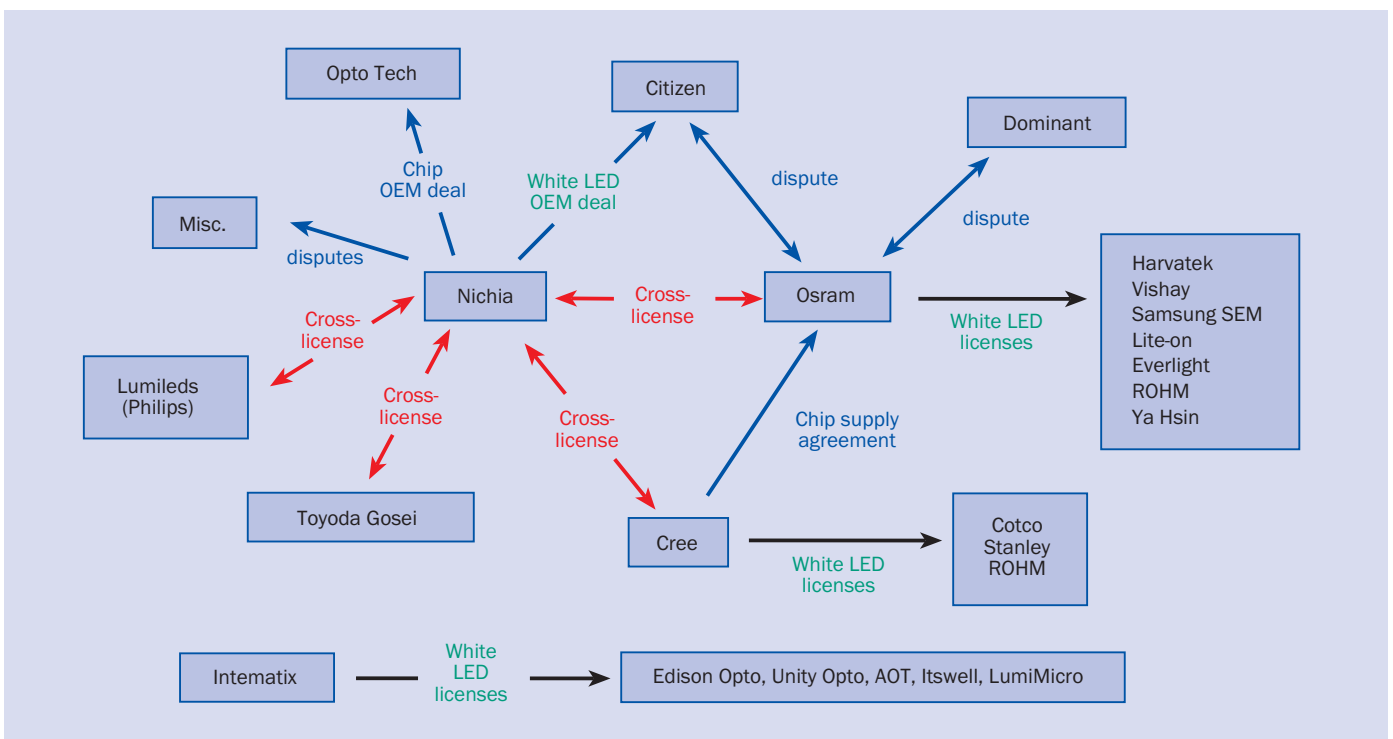 Opto Tech
Citizen
Dominant
Chip
OEM deal
White LED
OEM deal
dispute
Misc.
disputes
dispute
Nichia
Cross-
license
Osram
White LED
licenses
Harvatek
Vishay
Samsung SEM
Lite-on
Everlight
ROHM
Ya Hsin
Cross-
license
Lumileds
(Philips)
Cross-
license
Cross-
license
Chip supply
agreement
Toyoda Gosei
Cree
White LED
licenses
Cotco
Stanley
ROHM
Intematix
White
LED
licenses
Edison Opto, Unity Opto, AOT, Itswell, LumiMicro